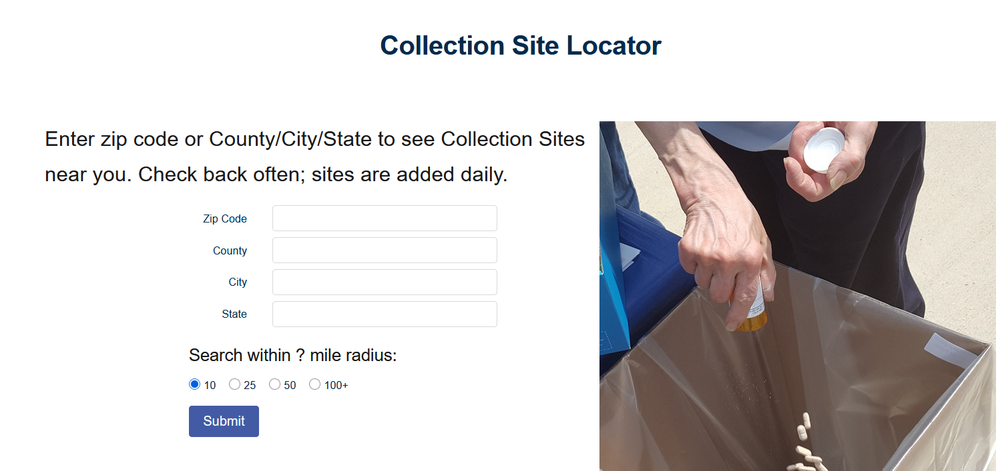 Collection Site Locator
Enter zip code or County/City/State to see Collection Sites
near you. Check back often; sites are added daily.
Zip Code
County
City
State
Search within ? mile radius:
10 25 50 100+
Submit